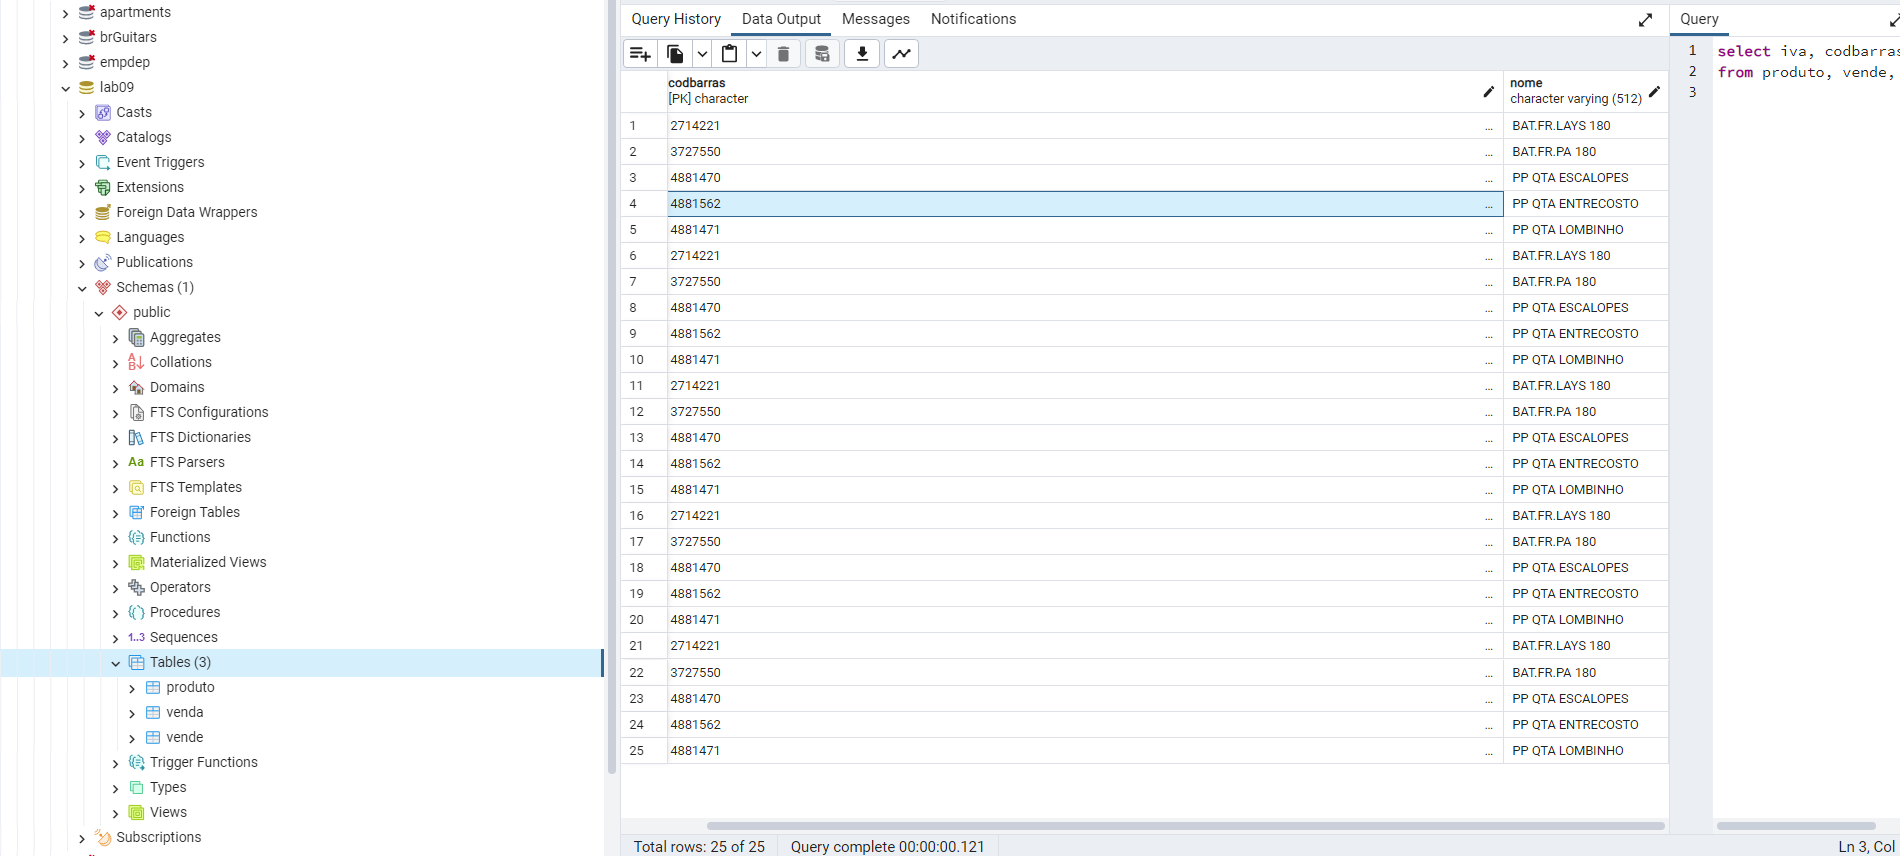 apartments
brGuitars
empdep
lab09
Casts
Catalogs
Event Triggers
Extensions
Foreign Data Wrappers
Languages
Publications
Schemas (1)
public
Aggregates
Collations
Domains
FTS Configurations
FTS Dictionaries
Aa FTS Parsers
FTS Templates
Foreign Tables
Functions
Materialized Views
Operators
Procedures
1..3 Sequences
Tables (3)
produto
venda
vende
Trigger Functions
Types
Views
Subscriptions
Query History Data Output Messages Notifications
codbarras nome
[PK] character character varying (512)
1 2714221 ... BAT.FR.LAYS 180
2 3727550 ... BAT.FR.PA 180
3 4881470 ... PP QTA ESCALOPES
4 4881562 ... PP QTA ENTRECOSTO
5 4881471 ... PP QTA LOMBINHO
6 2714221 ... BAT.FR.LAYS 180
7 3727550 ... BAT.FR.PA 180
8 4881470 ... PP QTA ESCALOPES
9 4881562 ... PP QTA ENTRECOSTO
10 4881471 ... PP QTA LOMBINHO
11 2714221 ... BAT.FR.LAYS 180
12 3727550 ... BAT.FR.PA 180
13 4881470 ... PP QTA ESCALOPES
14 4881562 ... PP QTA ENTRECOSTO
15 4881471 ... PP QTA LOMBINHO
16 2714221 ... BAT.FR.LAYS 180
17 3727550 ... BAT.FR.PA 180
18 4881470 ... PP QTA ESCALOPES
19 4881562 ... PP QTA ENTRECOSTO
20 4881471 ... PP QTA LOMBINHO
21 2714221 ... BAT.FR.LAYS 180
22 3727550 ... BAT.FR.PA 180
23 4881470 ... PP QTA ESCALOPES
24 4881562 ... PP QTA ENTRECOSTO
25 4881471 ... PP QTA LOMBINHO
Total rows: 25 of 25 Query complete 00:00:00.121
Query
1 select iva, codbarras
2 from produto, vende,
3
Ln 3, Col